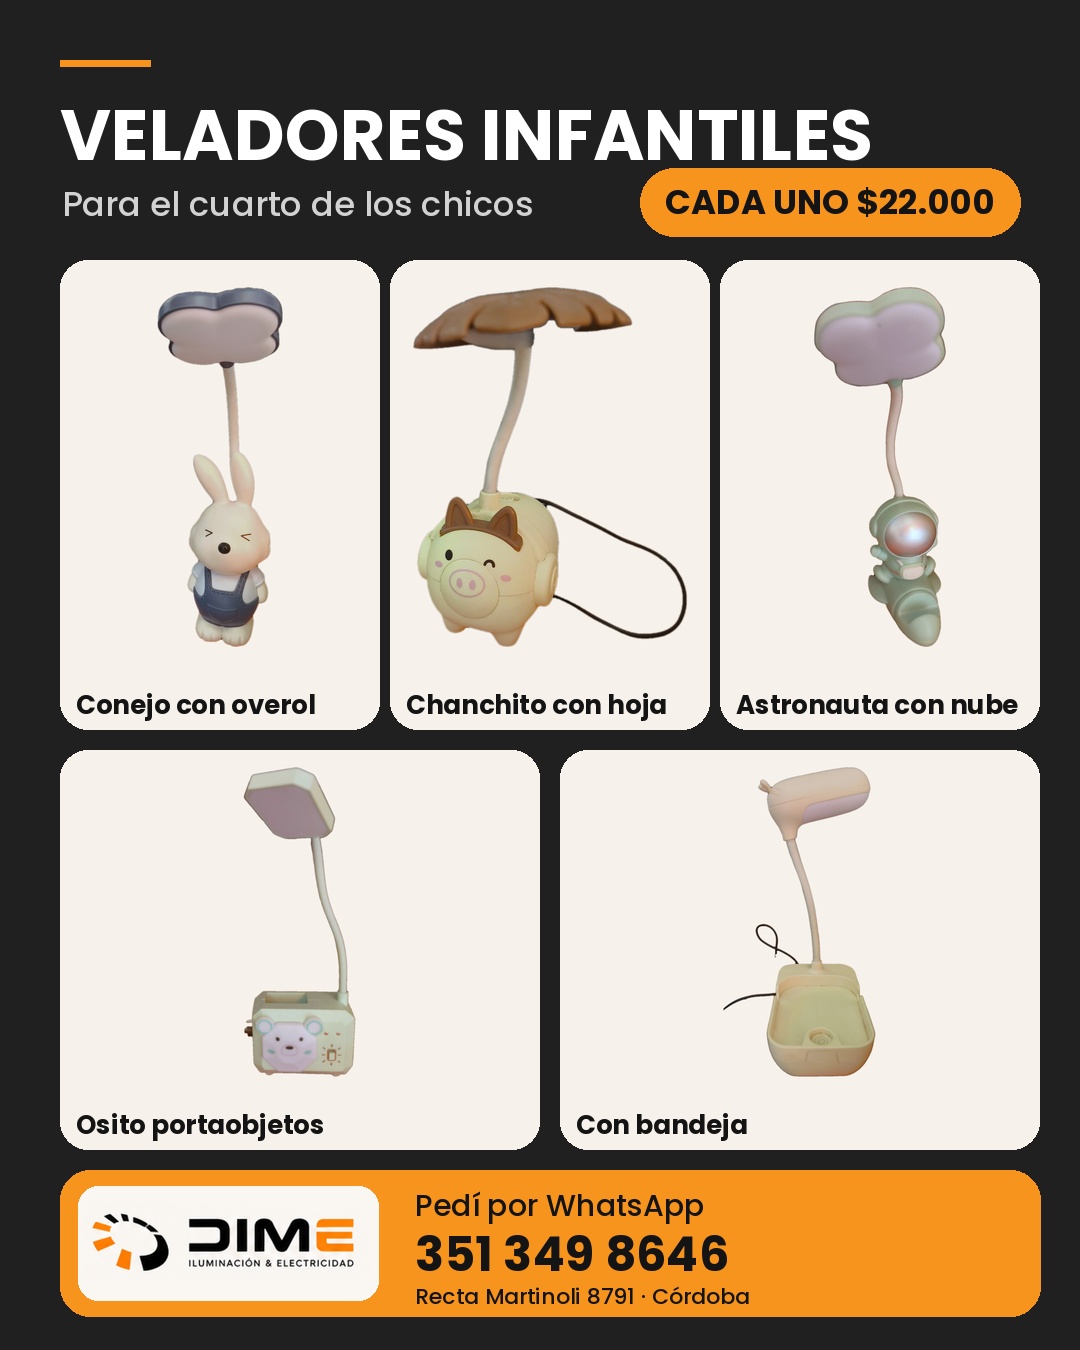 VELADORES INFANTILES
Para el cuarto de los chicos
CADA UNO $22.000
Conejo con overol
Chanchito con hoja
Astronauta con nube
Osito portaobjetos
Con bandeja
DIME
ILUMINACIÓN & ELECTRICIDAD
Pedí por WhatsApp
351 349 8646
Recta Martinoli 8791 · Córdoba